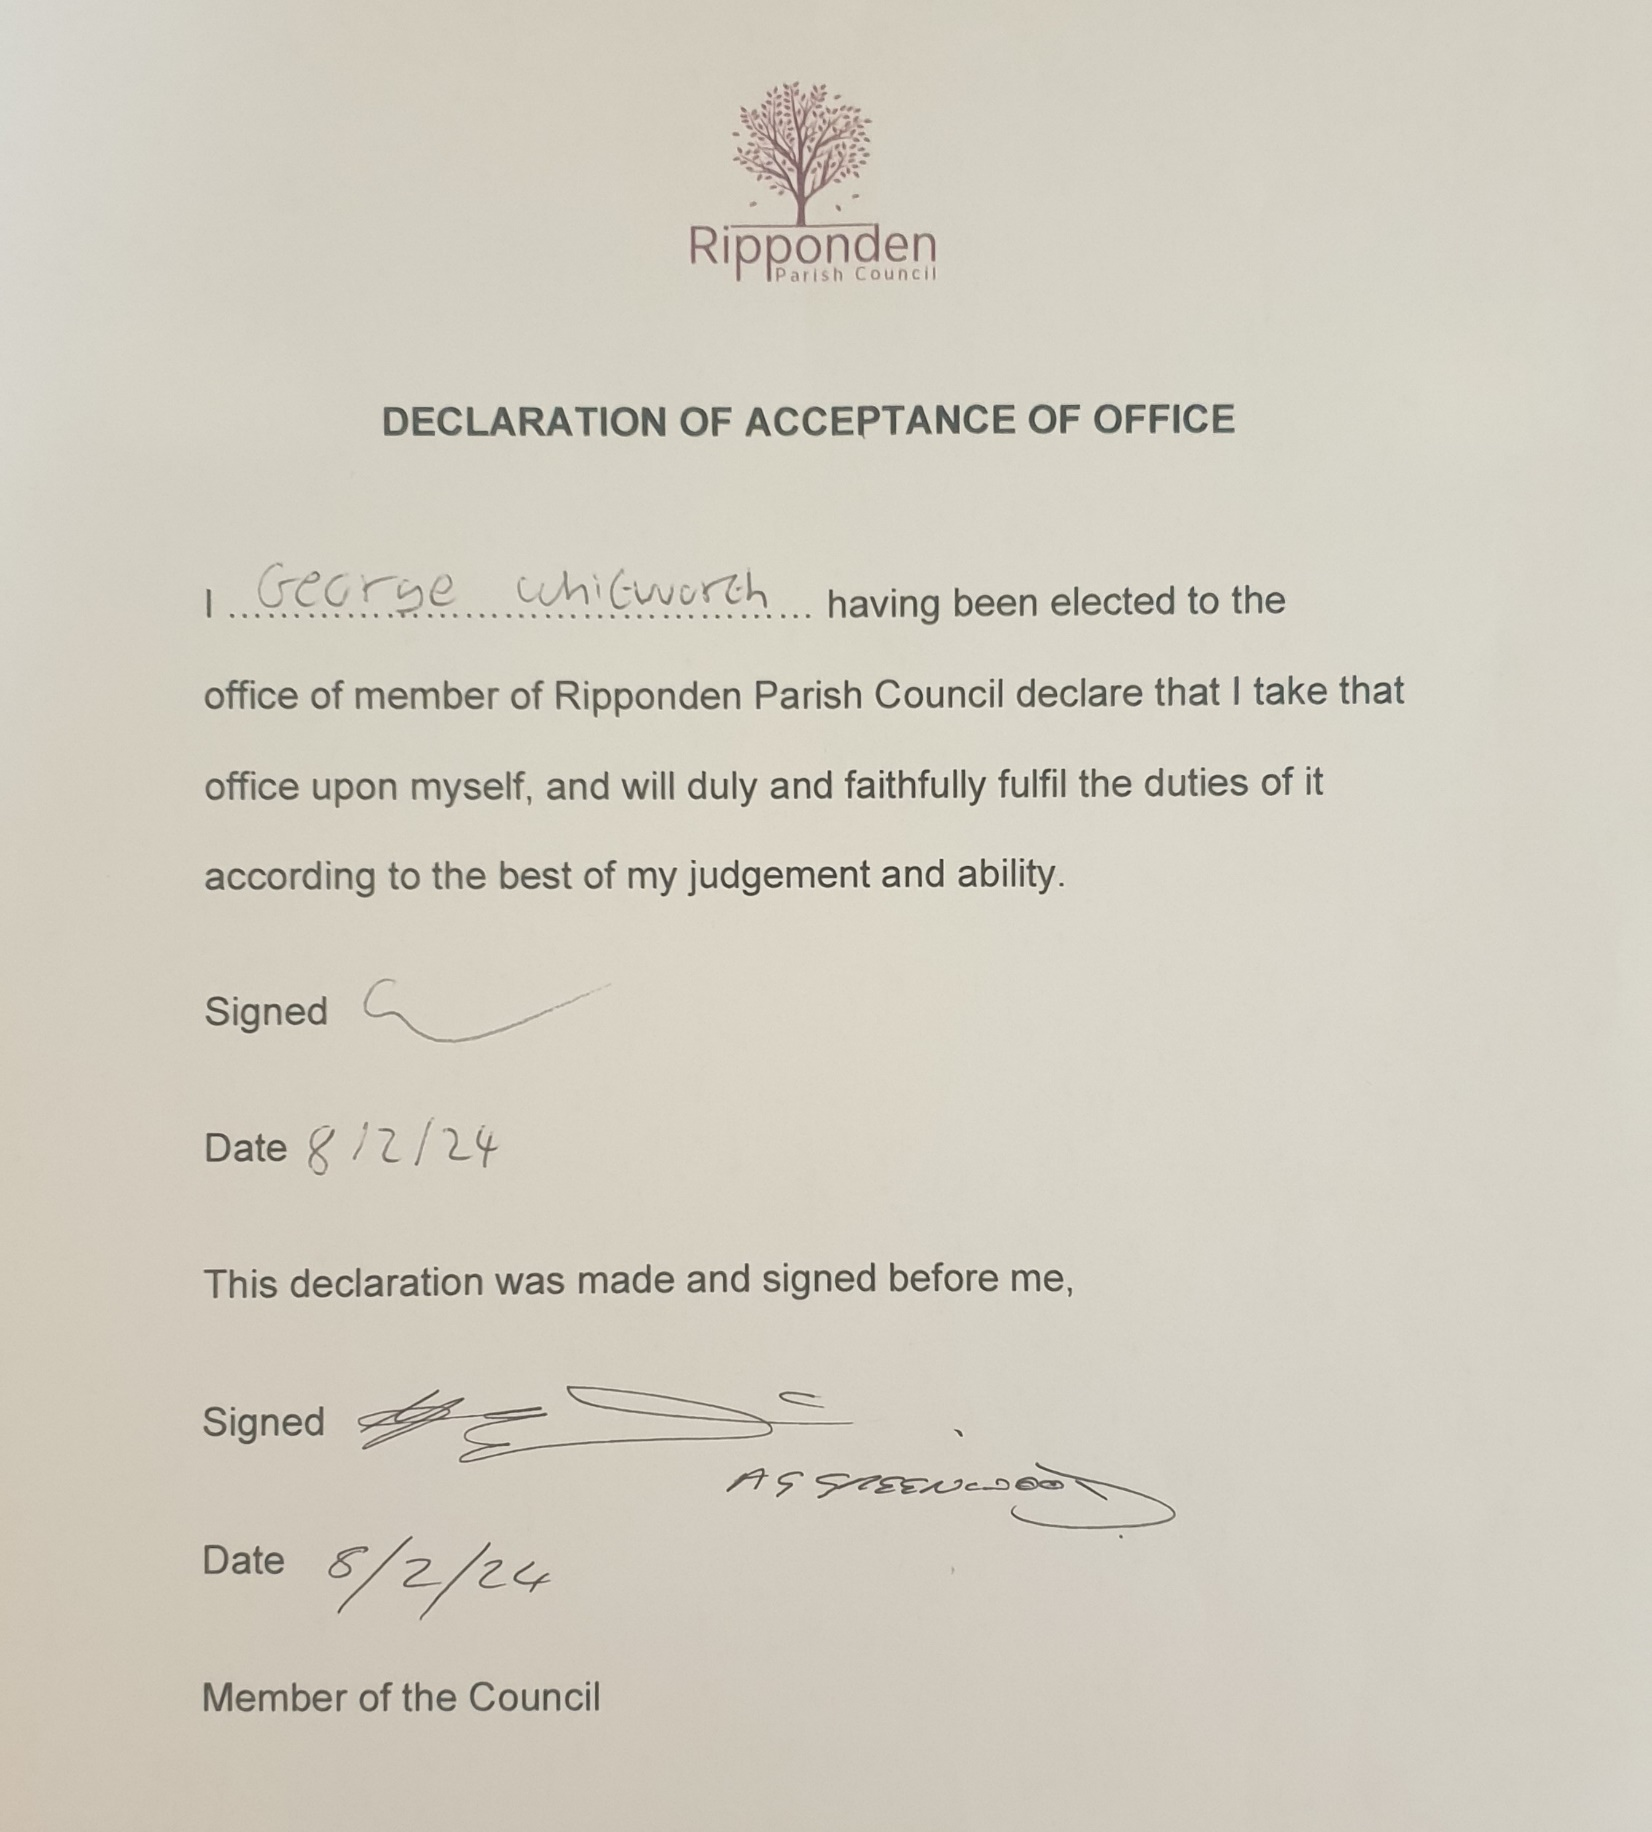 Ripponden
Parish Council
DECLARATION OF ACCEPTANCE OF OFFICE
I ...George Whitworth... having been elected to the
office of member of Ripponden Parish Council declare that I take that
office upon myself, and will duly and faithfully fulfil the duties of it
according to the best of my judgement and ability.
Signed
Date 8/2/24
This declaration was made and signed before me,
Signed
A G GREENWOOD
Date 8/2/24
Member of the Council